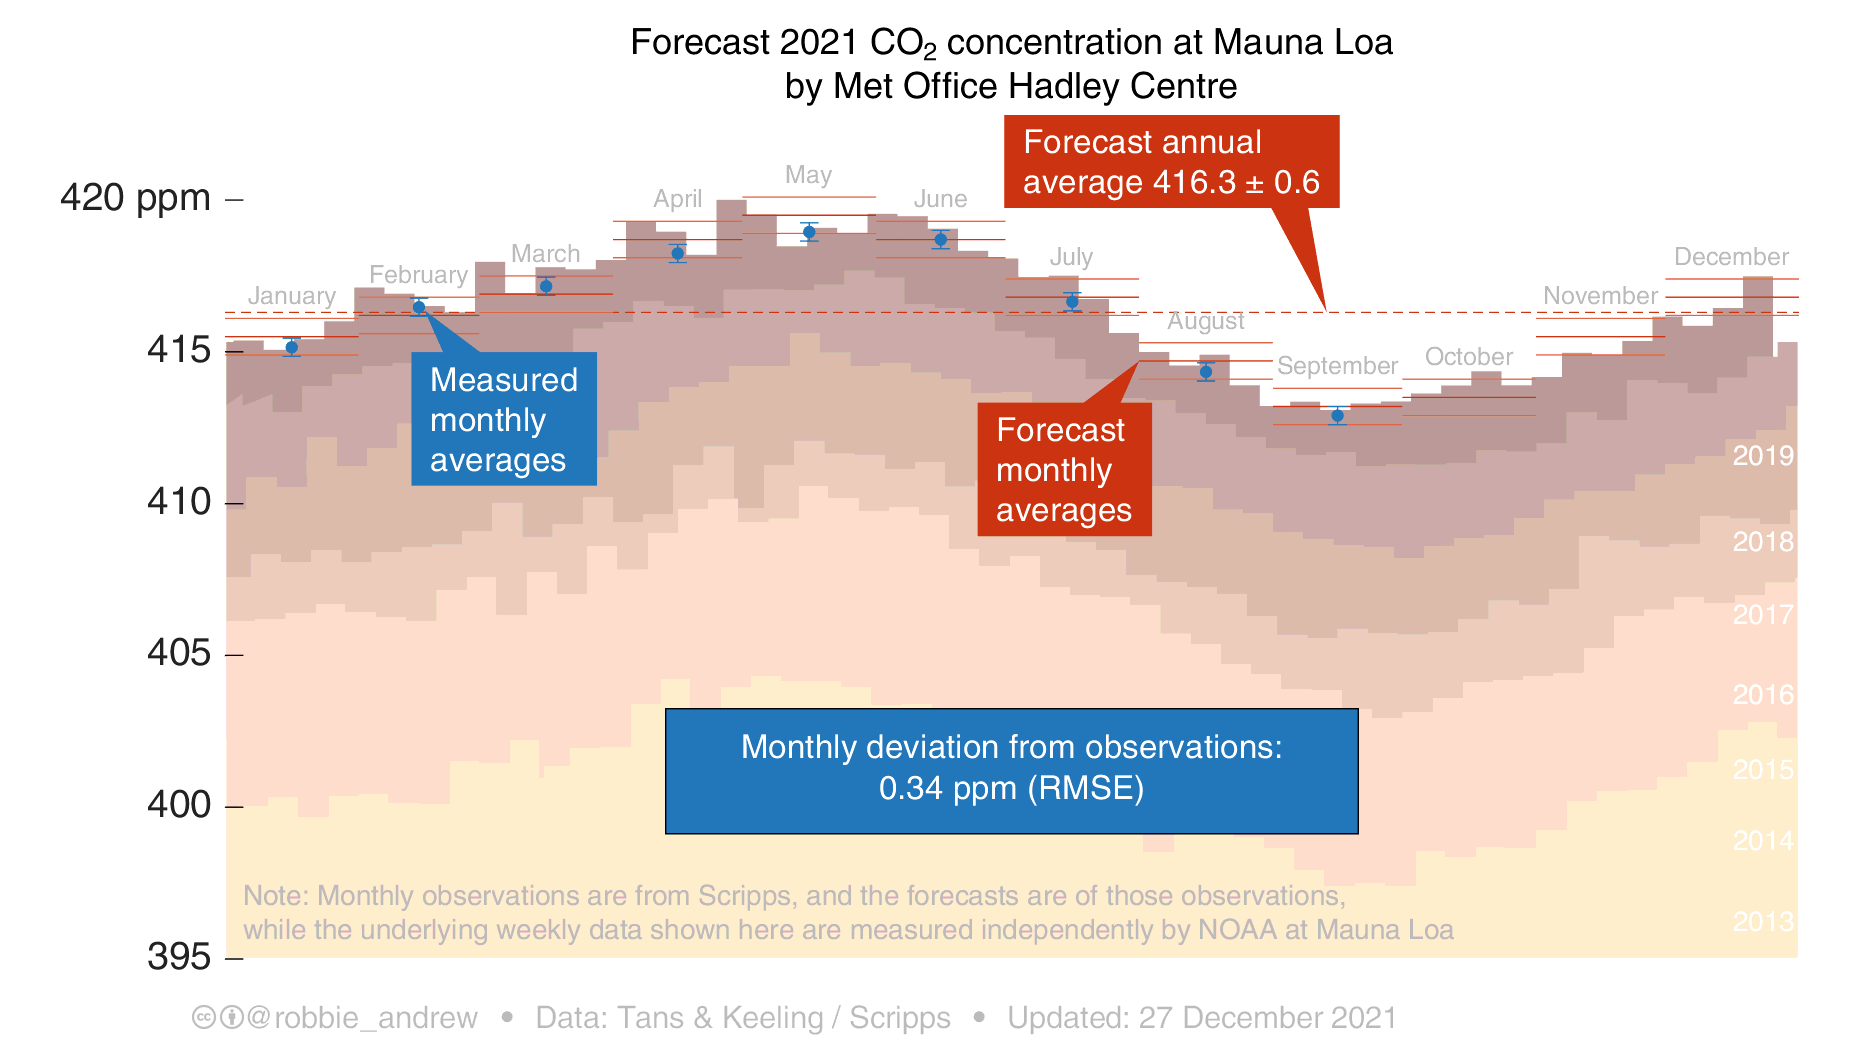 Forecast 2021 CO₂ concentration at Mauna Loa
by Met Office Hadley Centre
Forecast annual
average 416.3 ± 0.6
420 ppm
415
410
405
400
395
January
February
March
April
May
June
July
August
September
October
November
December
Measured
monthly
averages
Forecast
monthly
averages
2019
2018
2017
2016
2015
2014
2013
Monthly deviation from observations:
0.34 ppm (RMSE)
Note: Monthly observations are from Scripps, and the forecasts are of those observations,
while the underlying weekly data shown here are measured independently by NOAA at Mauna Loa
cc @robbie_andrew • Data: Tans & Keeling / Scripps • Updated: 27 December 2021